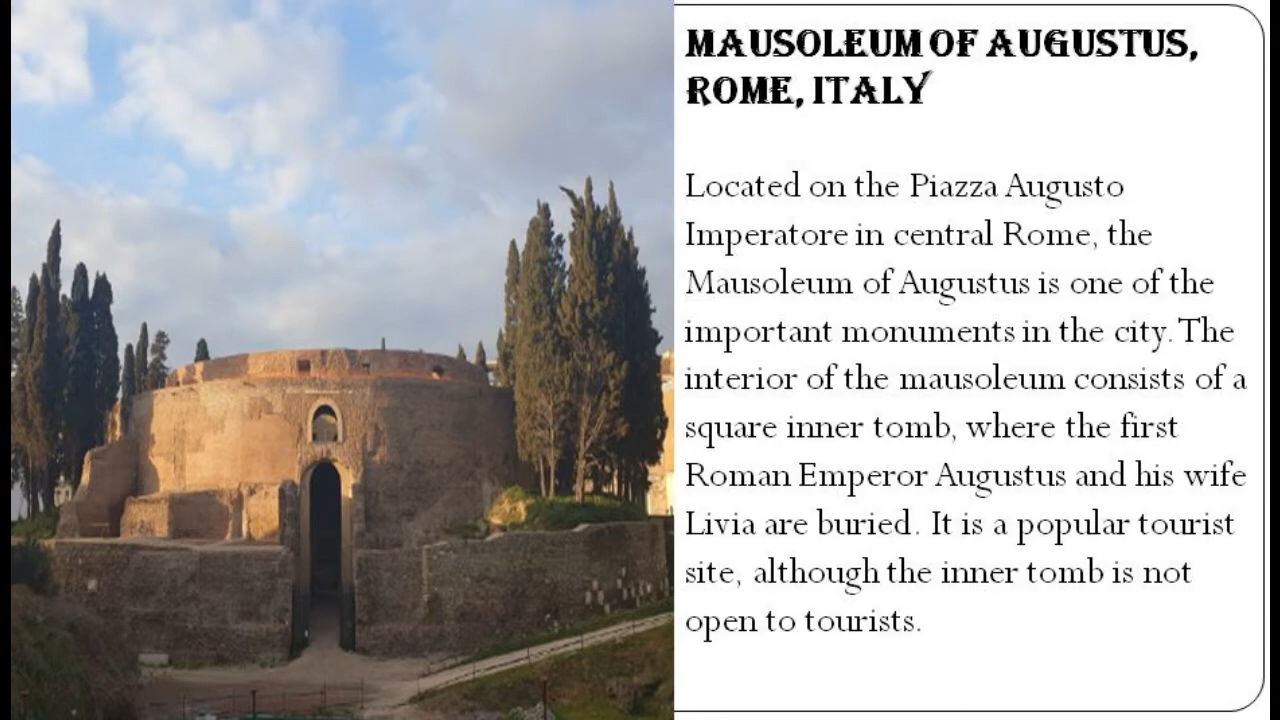 MAUSOLEUM OF AUGUSTUS,
ROME, ITALY
Located on the Piazza Augusto
Imperatore in central Rome, the
Mausoleum of Augustus is one of the
important monuments in the city. The
interior of the mausoleum consists of a
square inner tomb, where the first
Roman Emperor Augustus and his wife
Livia are buried. It is a popular tourist
site, although the inner tomb is not
open to tourists.